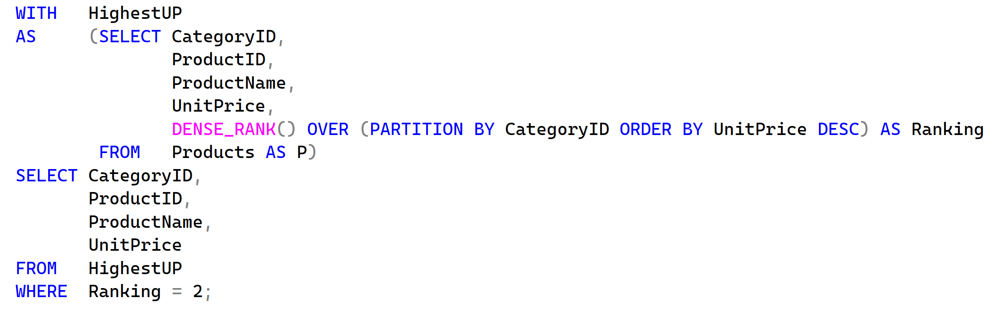 WITH   HighestUP
AS     (SELECT CategoryID,
               ProductID,
               ProductName,
               UnitPrice,
               DENSE_RANK() OVER (PARTITION BY CategoryID ORDER BY UnitPrice DESC) AS Ranking
        FROM   Products AS P)
SELECT CategoryID,
       ProductID,
       ProductName,
       UnitPrice
FROM   HighestUP
WHERE  Ranking = 2;